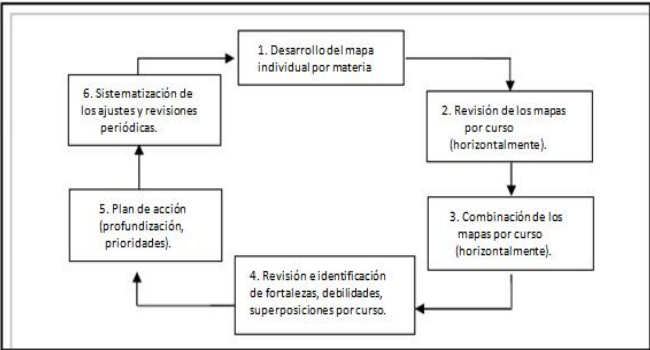 1. Desarrollo del mapa
individual por materia
2. Revisión de los mapas
por curso
(horizontalmente).
3. Combinación de los
mapas por curso
(horizontalmente).
4. Revisión e identificación
de fortalezas, debilidades,
superposiciones por curso.
5. Plan de acción
(profundización,
prioridades).
6. Sistematización de
los ajustes y revisiones
periódicas.